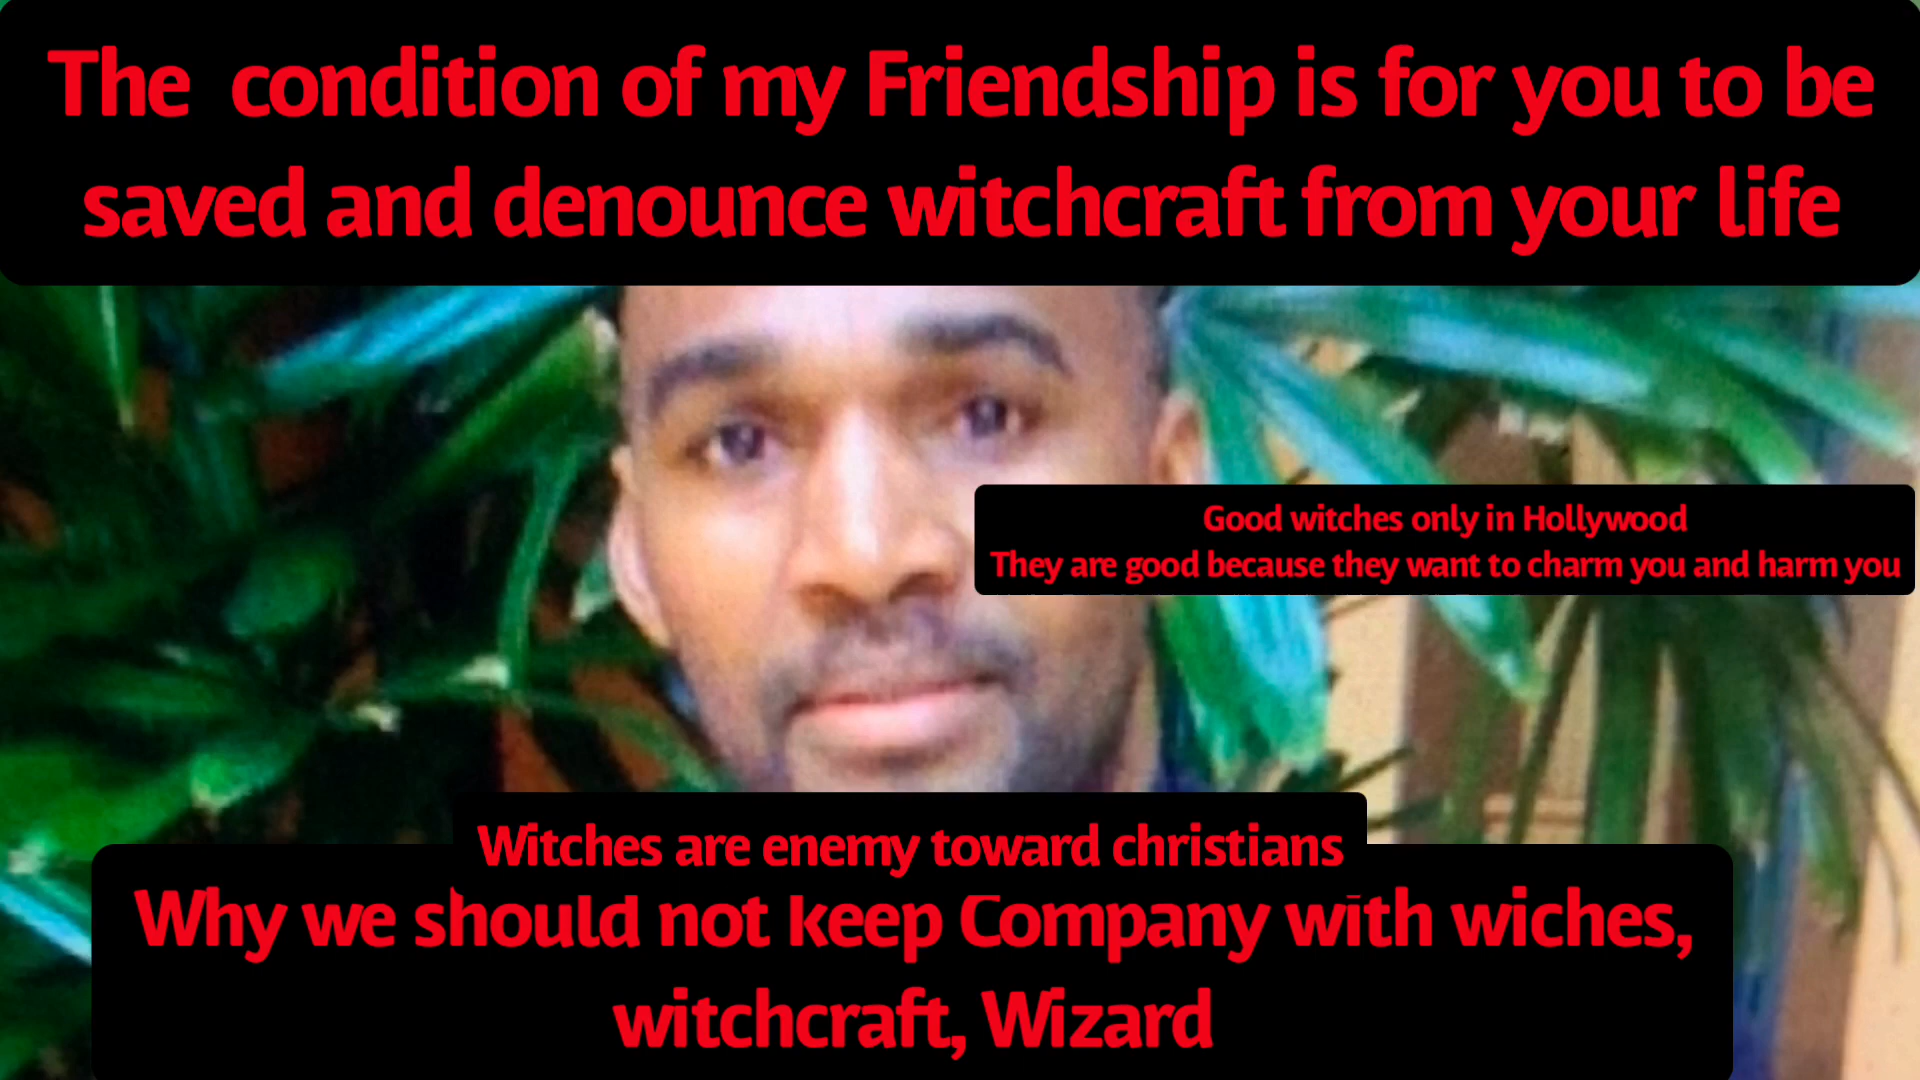 The condition of my Friendship is for you to be
saved and denounce witchcraft from your life
Good witches only in Hollywood
They are good because they want to charm you and harm you
Witches are enemy toward christians
Why we should not keep Company with wiches,
witchcraft, Wizard